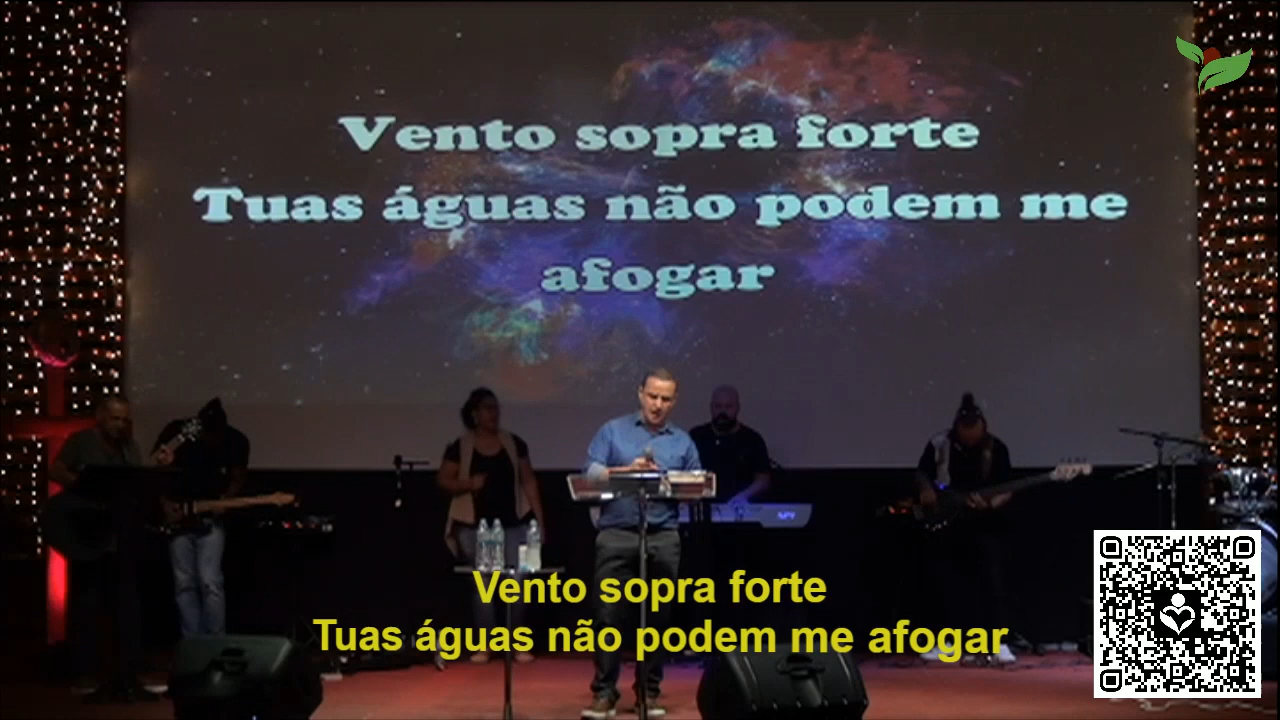 Vento sopra forte
Tuas águas não podem me
afogar
Vento sopra forte
Tuas águas não podem me afogar